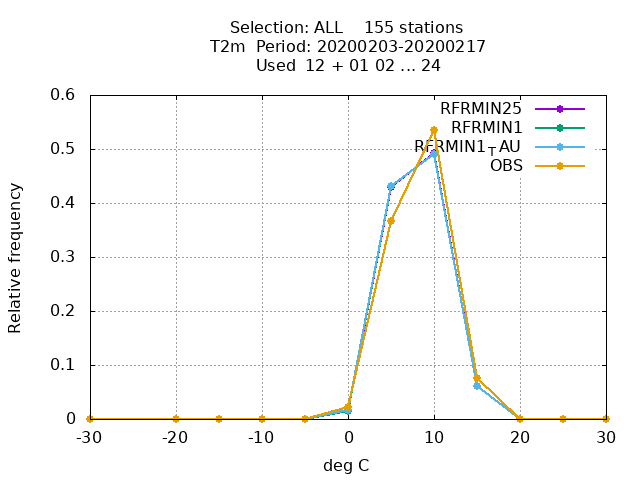 Selection: ALL    155 stations
T2m  Period: 20200203-20200217
Used  12 + 01 02 ... 24
0.6
0.5
0.4
0.3
0.2
0.1
0
Relative frequency
RFRMIN25
RFRMIN1
RFRMIN1_TAU
OBS
-30 -20 -10 0 10 20 30
deg C